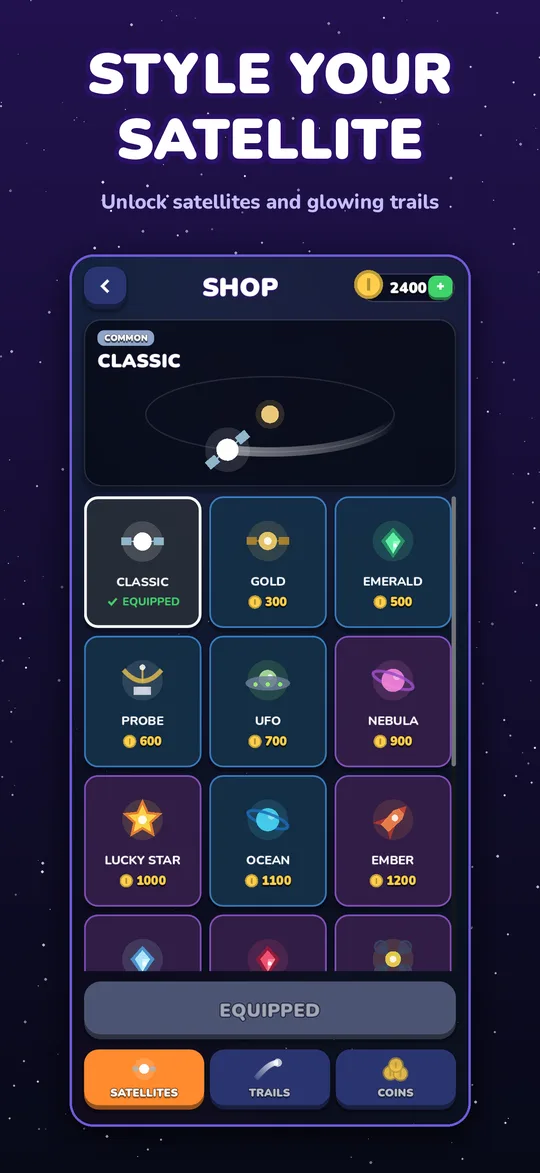 STYLE YOUR
SATELLITE
Unlock satellites and glowing trails
SHOP
2400 +
COMMON
CLASSIC
CLASSIC
✓ EQUIPPED
GOLD
300
EMERALD
500
PROBE
600
UFO
700
NEBULA
900
LUCKY STAR
1000
OCEAN
1100
EMBER
1200
EQUIPPED
SATELLITES
TRAILS
COINS